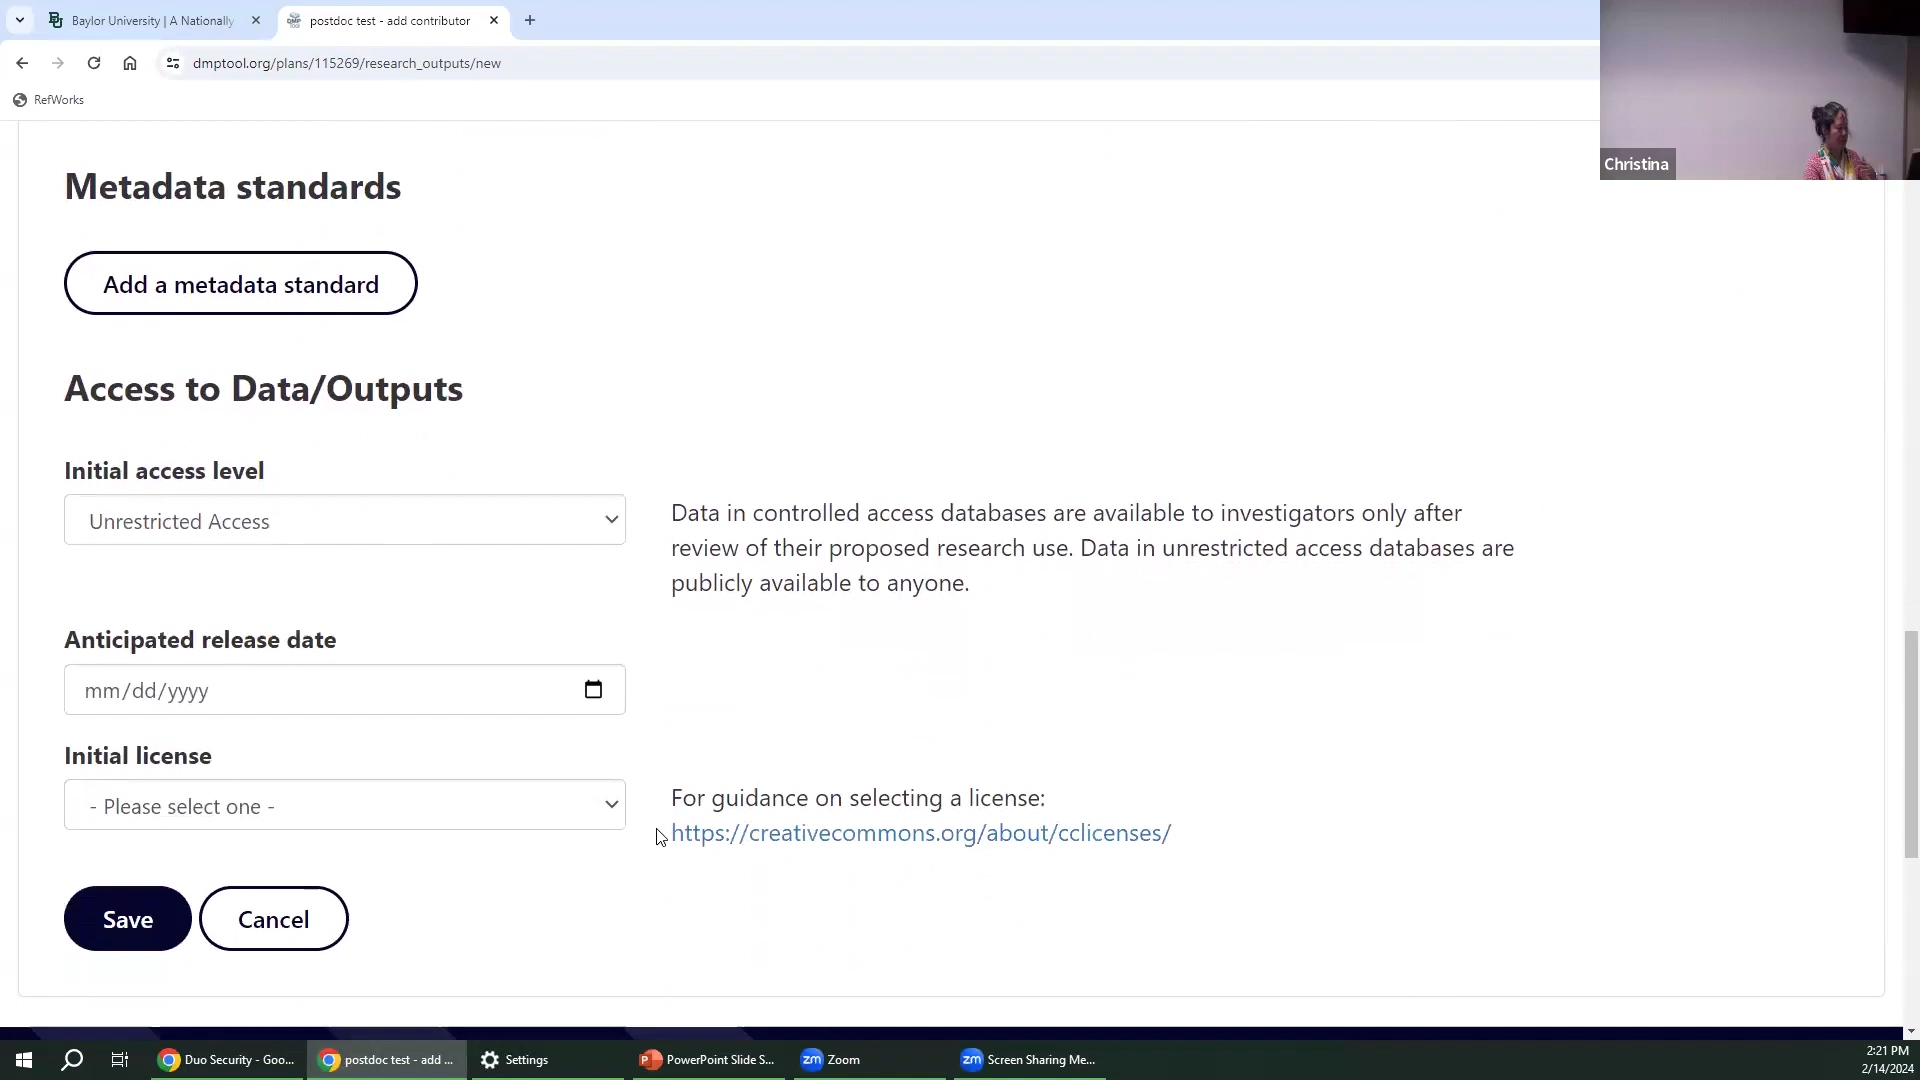 Baylor University | A Nationally
postdoc test - add contributor
dmptool.org/plans/115269/research_outputs/new
RefWorks
Christina
Metadata standards
Add a metadata standard
Access to Data/Outputs
Initial access level
Unrestricted Access
Data in controlled access databases are available to investigators only after
review of their proposed research use. Data in unrestricted access databases are
publicly available to anyone.
Anticipated release date
mm/dd/yyyy
Initial license
- Please select one -
For guidance on selecting a license:
https://creativecommons.org/about/cclicenses/
Save
Cancel
Duo Security - Goo...
postdoc test - add ...
Settings
PowerPoint Slide S...
zm
Zoom
zm
Screen Sharing Me...
2:21 PM
2/14/2024